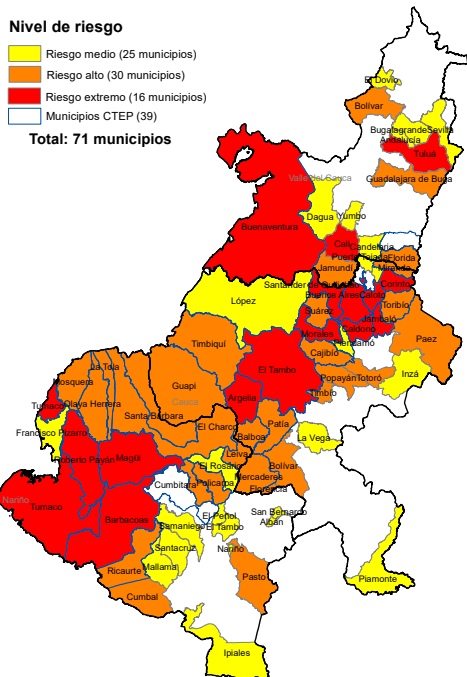 Nivel de riesgo
Riesgo medio (25 municipios)
Riesgo alto (30 municipios)
Riesgo extremo (16 municipios)
Municipios CTEP (39)
Total: 71 municipios
El Dovio
Bolívar
Bugalagrande
Sevilla
Andalucía
Tuluá
Valle del Cauca
Guadalajara de Buga
Dagua
Yumbo
Buenaventura
Cali
Candelaria
Puerto Tejada
Florida
Jamundí
Miranda
Santander de
Corinto
Buenos Aires
Caloto
López
Suárez
Toribío
Jambaló
Caldono
Morales
Timbiquí
Paez
Cajibío
La Tola
El Tambo
Inzá
Mosquera
Guapi
Popayán
Totoró
Olaya Herrera
Cauca
Argelia
Timbío
Tumaco
Santa Bárbara
Francisco Pizarro
El Charco
Patía
Balboa
La Vega
Roberto Payán
Magüí
Leiva
El Rosario
Bolívar
Mercaderes
Policarpa
Cumbitara
Florencia
Nariño
Tumaco
San Bernardo
Barbacoas
El Peñol
Albán
Samaniego
El Tambo
Santacruz
Nariño
Mallama
Ricaurte
Pasto
Piamonte
Cumbal
Ipiales